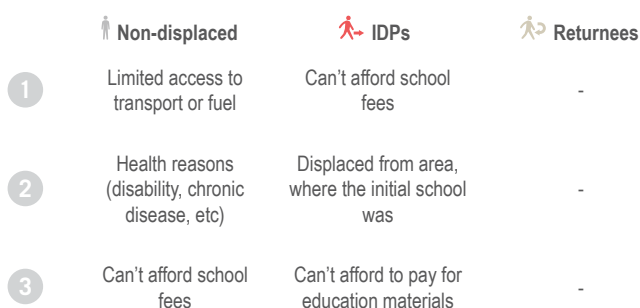 Non-displaced IDPs Returnees
1 Limited access to transport or fuel Can't afford school fees -
2 Health reasons (disability, chronic disease, etc) Displaced from area, where the initial school was -
3 Can't afford school fees Can't afford to pay for education materials -